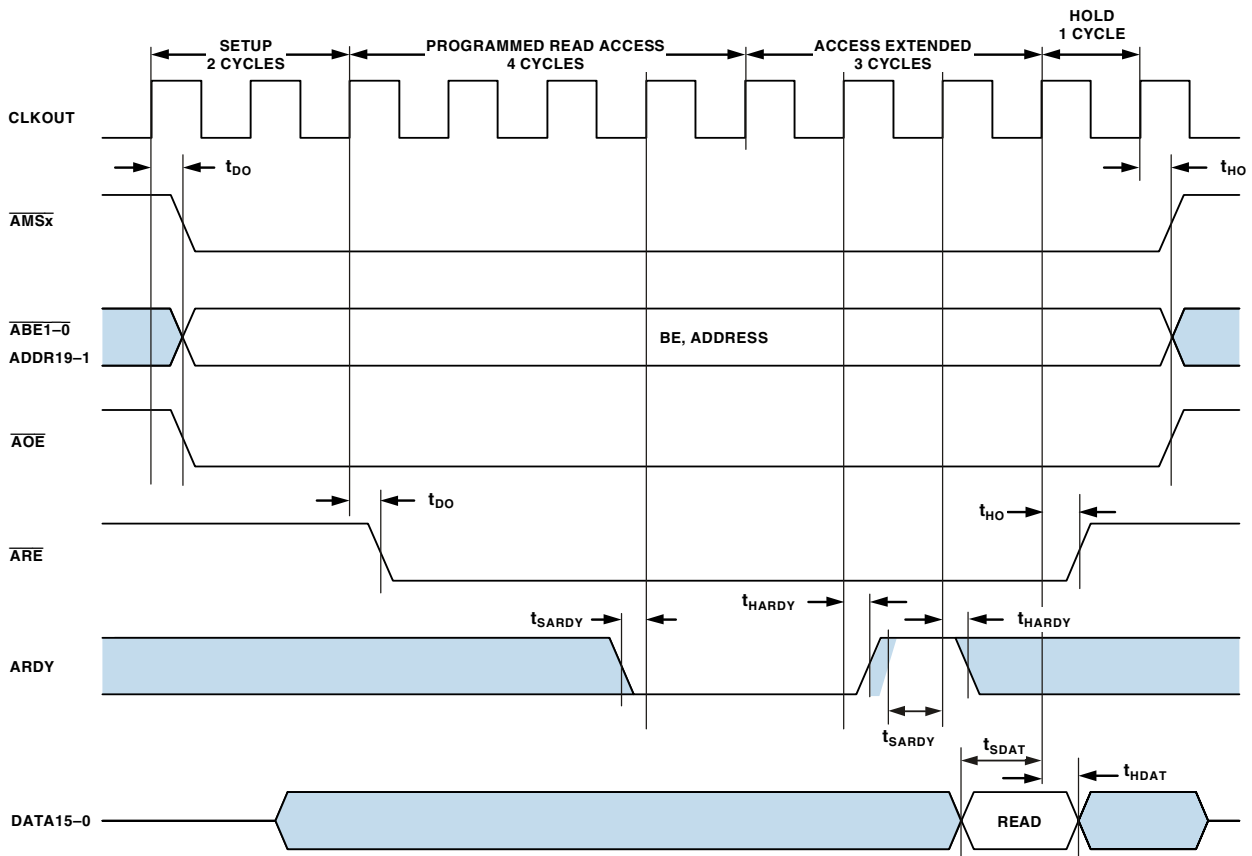 HOLD
1 CYCLE
SETUP
2 CYCLES
PROGRAMMED READ ACCESS
4 CYCLES
ACCESS EXTENDED
3 CYCLES
CLKOUT
tDO
tHO
AMSx
ABE1–0
ADDR19–1
BE, ADDRESS
AOE
tDO
tHO
ARE
tSARDY
tHARDY
tHARDY
ARDY
tSARDY
tSDAT
tHDAT
DATA15–0
READ